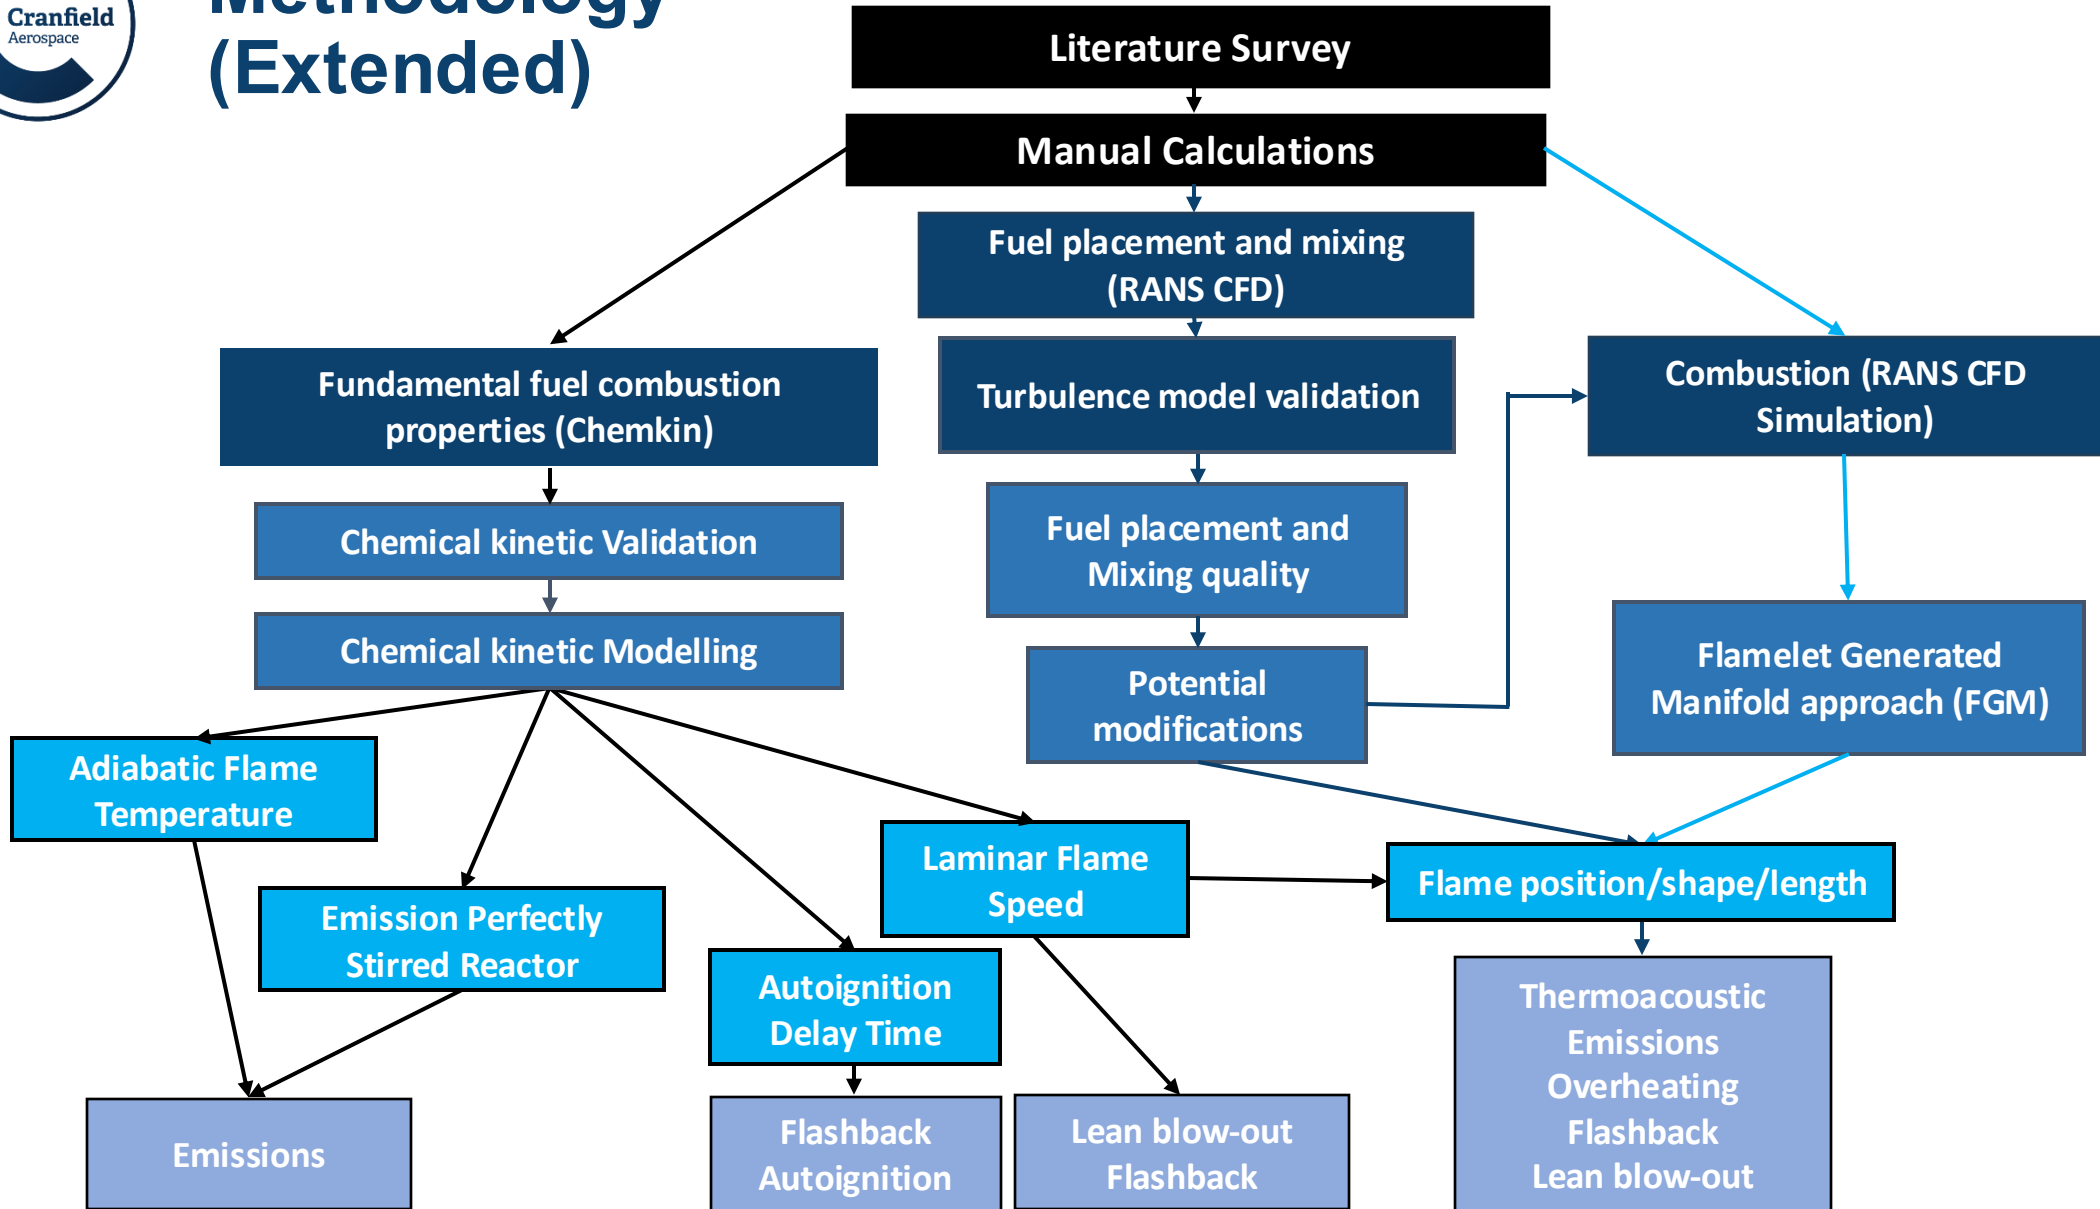 Cranfield
Aerospace
Methodology
(Extended)
Literature Survey
Manual Calculations
Fuel placement and mixing
(RANS CFD)
Fundamental fuel combustion
properties (Chemkin)
Turbulence model validation
Combustion (RANS CFD
Simulation)
Chemical kinetic Validation
Fuel placement and
Mixing quality
Chemical kinetic Modelling
Potential
modifications
Flamelet Generated
Manifold approach (FGM)
Adiabatic Flame
Temperature
Emission Perfectly
Stirred Reactor
Autoignition
Delay Time
Laminar Flame
Speed
Flame position/shape/length
Emissions
Flashback
Autoignition
Lean blow-out
Flashback
Thermoacoustic
Emissions
Overheating
Flashback
Lean blow-out